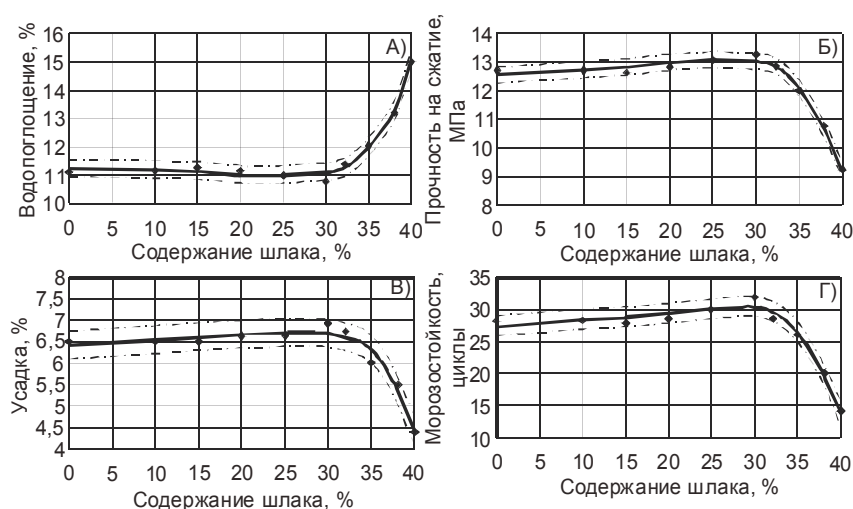 А)
Водопоглощение, %
16
15
14
13
12
11
10
0 5 10 15 20 25 30 35 40
Содержание шлака, %
Б)
Прочность на сжатие,
МПа
14
13
12
11
10
9
8
0 5 10 15 20 25 30 35 40
Содержание шлака, %
В)
Усадка, %
8
7,5
7
6,5
6
5,5
5
4,5
4
0 5 10 15 20 25 30 35 40
Содержание шлака, %
Г)
Морозостойкость,
циклы
35
30
25
20
15
10
0 5 10 15 20 25 30 35 40
Содержание шлака, %